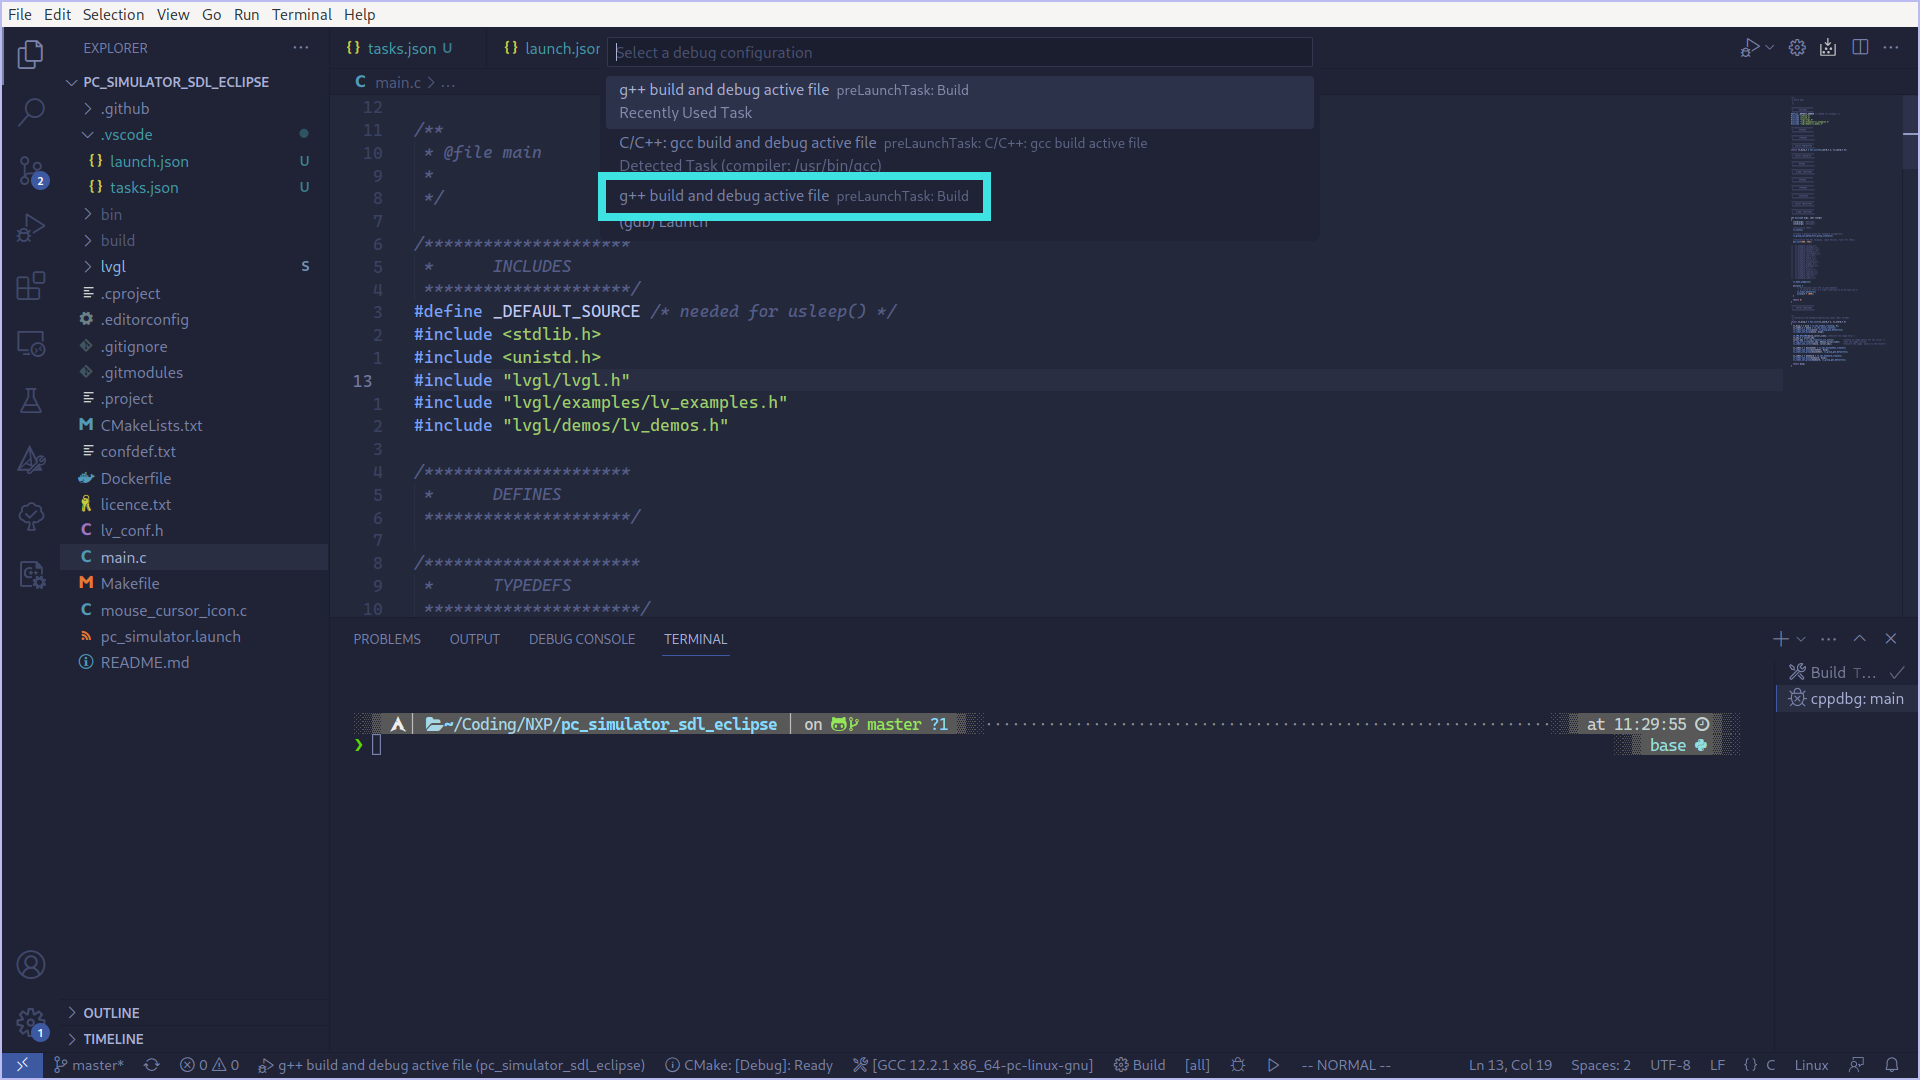 File Edit Selection View Go Run Terminal Help
EXPLORER
PC_SIMULATOR_SDL_ECLIPSE
.github
.vscode
launch.json U
tasks.json U
bin
build
lvgl S
.cproject
.editorconfig
.gitignore
.gitmodules
.project
CMakeLists.txt
confdef.txt
Dockerfile
licence.txt
lv_conf.h
main.c
Makefile
mouse_cursor_icon.c
pc_simulator.launch
README.md
OUTLINE
TIMELINE
2
1
{} tasks.json U {} launch.json
C main.c > ...
Select a debug configuration
g++ build and debug active file preLaunchTask: Build
Recently Used Task
C/C++: gcc build and debug active file preLaunchTask: C/C++: gcc build active file
Detected Task (compiler: /usr/bin/gcc)
g++ build and debug active file preLaunchTask: Build
(gdb) Launch
12
11 /**
10 * @file main
9 *
8 */
7
6 /*********************
5 * INCLUDES
4 *********************/
3 #define _DEFAULT_SOURCE /* needed for usleep() */
2 #include <stdlib.h>
1 #include <unistd.h>
13 #include "lvgl/lvgl.h"
1 #include "lvgl/examples/lv_examples.h"
2 #include "lvgl/demos/lv_demos.h"
3
4 /*********************
5 * DEFINES
6 *********************/
7
8 /**********************
9 * TYPEDEFS
10 **********************/
PROBLEMS OUTPUT DEBUG CONSOLE TERMINAL
Build T...
cppdbg: main
~/Coding/NXP/pc_simulator_sdl_eclipse | on master ?1 at 11:29:55
❯ base
master* 0 0 g++ build and debug active file (pc_simulator_sdl_eclipse) CMake: [Debug]: Ready [GCC 12.2.1 x86_64-pc-linux-gnu] Build [all] -- NORMAL -- Ln 13, Col 19 Spaces: 2 UTF-8 LF {} C Linux